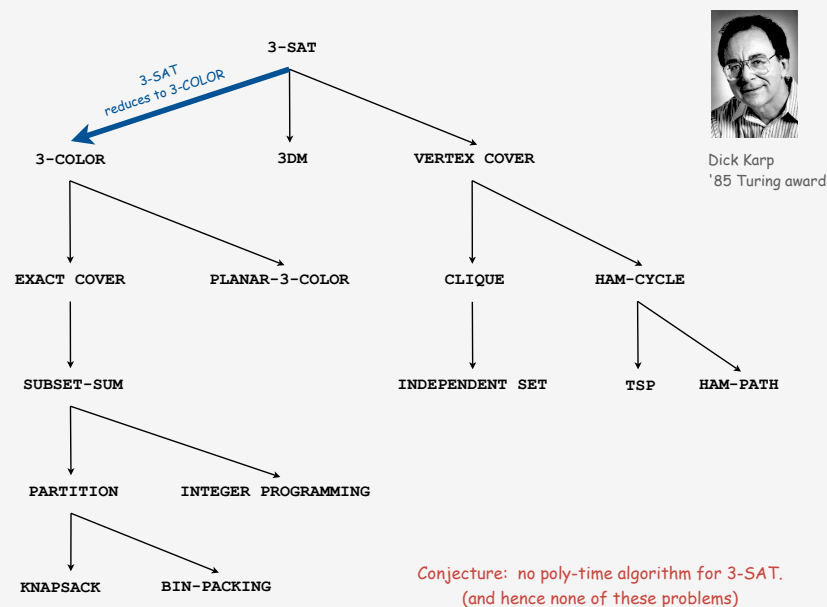 3-SAT
3-SAT
reduces to 3-COLOR
Dick Karp
'85 Turing award
3-COLOR
3DM
VERTEX COVER
EXACT COVER
PLANAR-3-COLOR
CLIQUE
HAM-CYCLE
SUBSET-SUM
INDEPENDENT SET
TSP
HAM-PATH
PARTITION
INTEGER PROGRAMMING
KNAPSACK
BIN-PACKING
Conjecture: no poly-time algorithm for 3-SAT.
(and hence none of these problems)